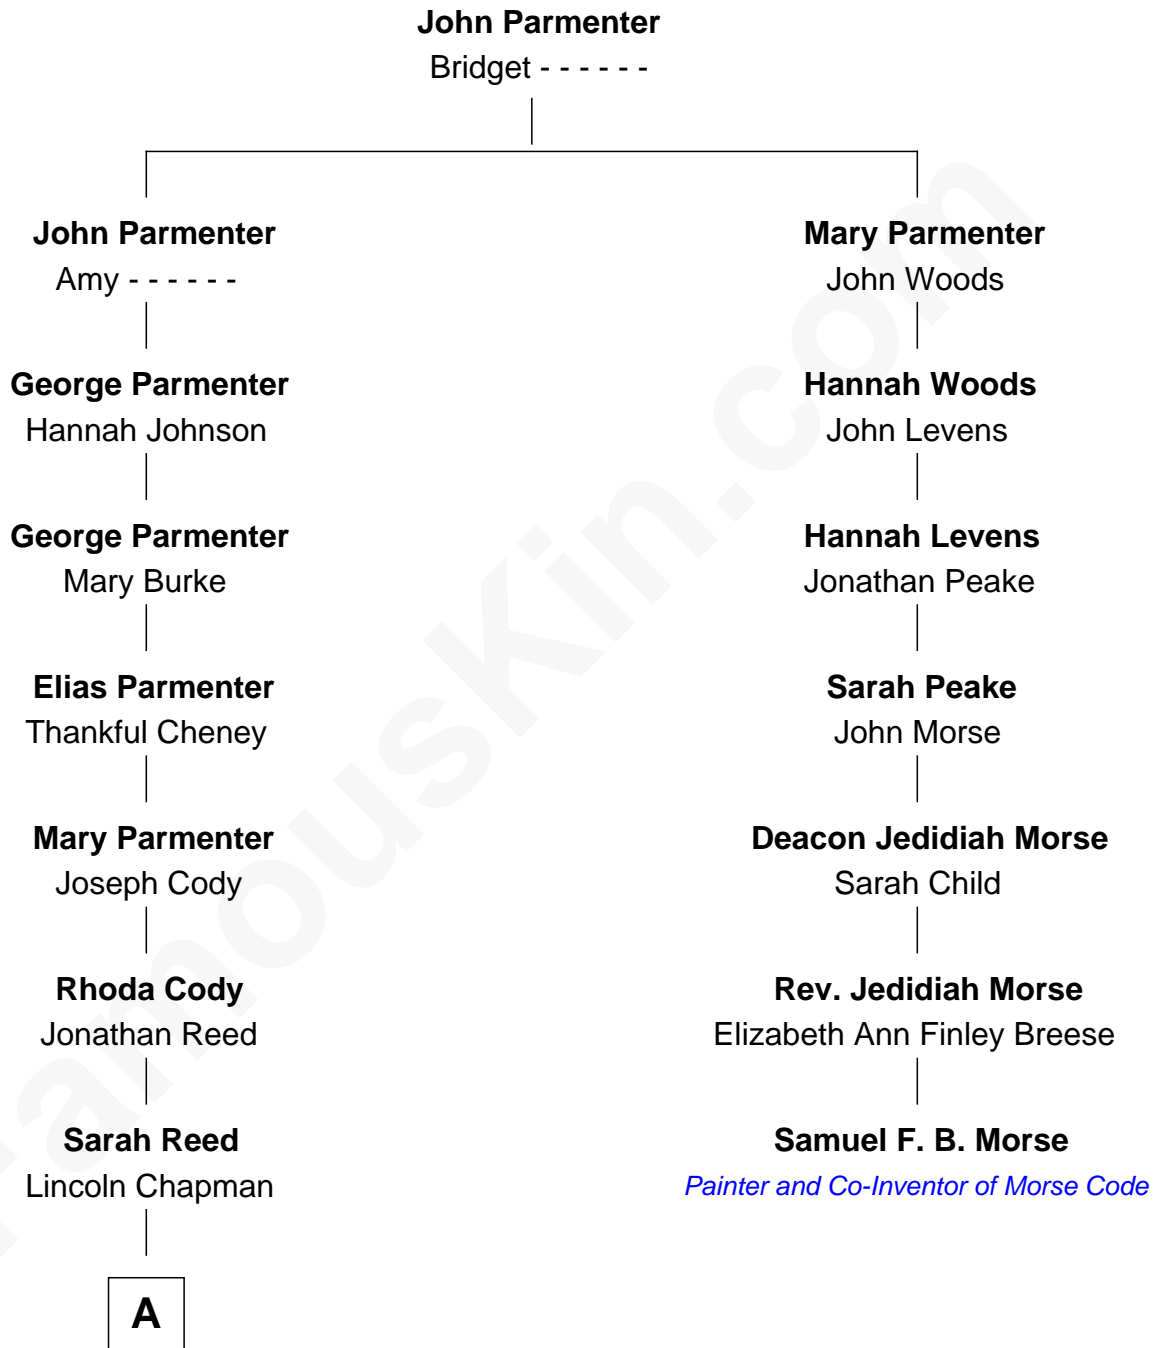 John Parmenter
Bridget - - - - - -
John Parmenter
Amy - - - - - -
George Parmenter
Hannah Johnson
George Parmenter
Mary Burke
Elias Parmenter
Thankful Cheney
Mary Parmenter
Joseph Cody
Rhoda Cody
Jonathan Reed
Sarah Reed
Lincoln Chapman
A
Mary Parmenter
John Woods
Hannah Woods
John Levens
Hannah Levens
Jonathan Peake
Sarah Peake
John Morse
Deacon Jedidiah Morse
Sarah Child
Rev. Jedidiah Morse
Elizabeth Ann Finley Breese
Samuel F. B. Morse
Painter and Co-Inventor of Morse Code
FamousKin.com